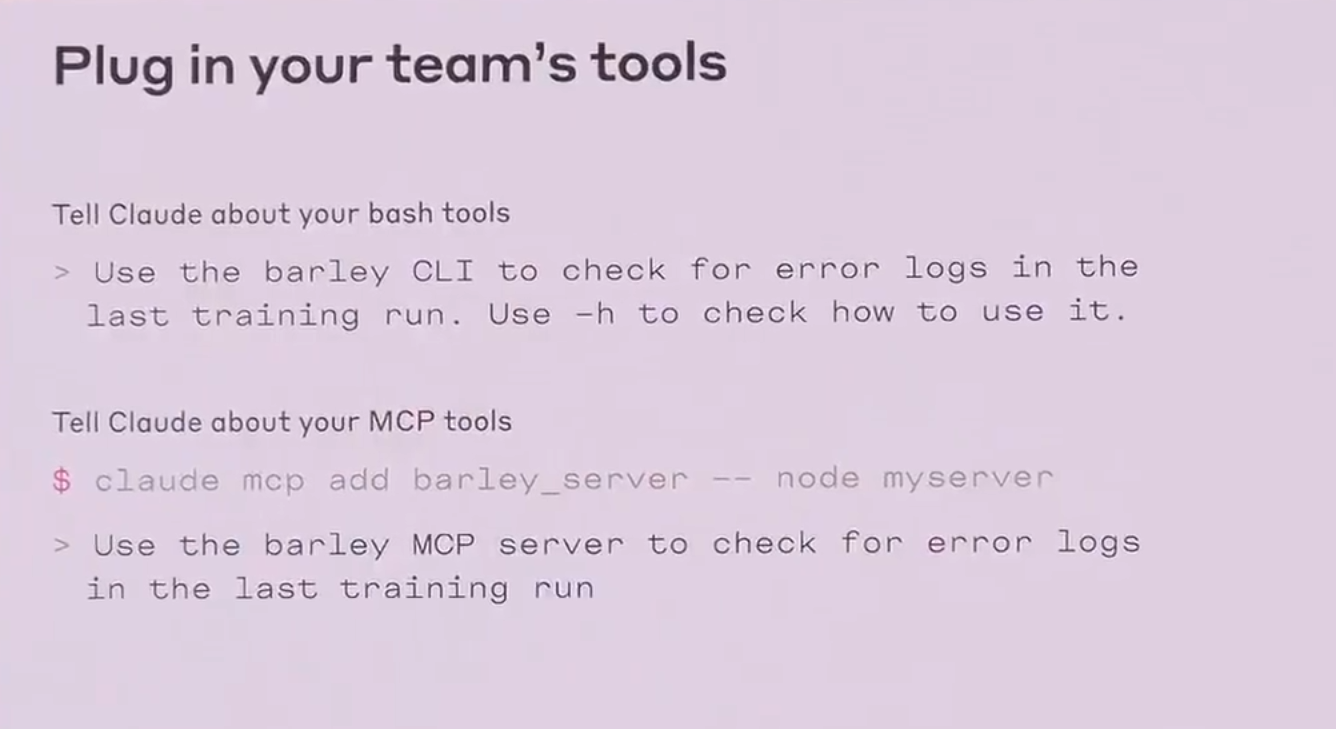 Plug in your team’s tools
Tell Claude about your bash tools
> Use the barley CLI to check for error logs in the
last training run. Use -h to check how to use it.
Tell Claude about your MCP tools
$ claude mcp add barley_server -- node myserver
> Use the barley MCP server to check for error logs
in the last training run